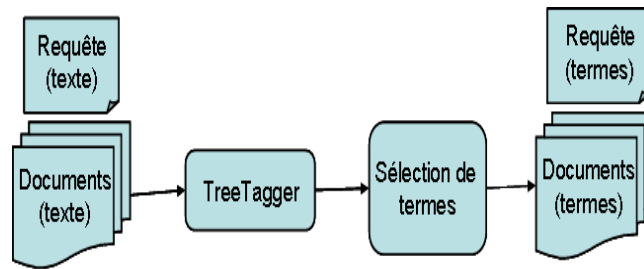 Requête
(texte)
Documents
(texte)
TreeTagger
Sélection de
termes
Requête
(termes)
Documents
(termes)